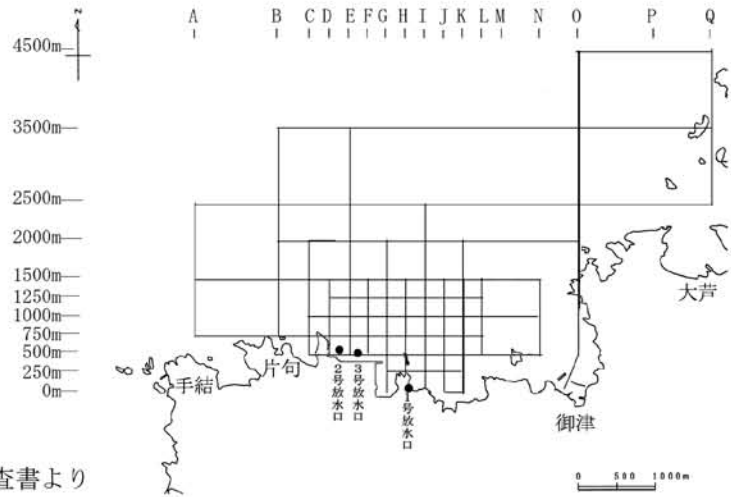 A B C D E F G H I J K L M N O P Q
z
4500m
3500m
2500m
2000m
1500m
1250m
1000m
750m
500m
250m
0m
大芦
片句
手結
2号放水口
3号放水口
1号放水口
御津
査書より
0 500 1000m